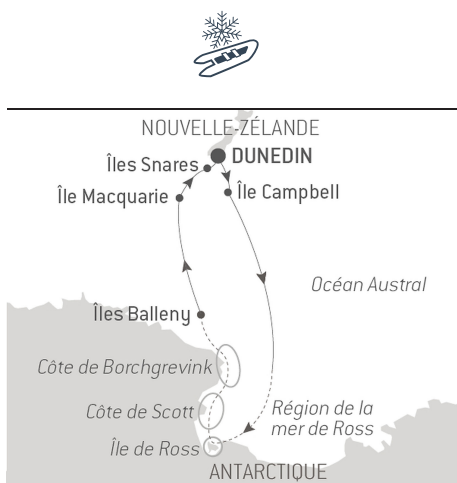 NOUVELLE-ZÉLANDE
DUNEDIN
Îles Snares
Île Macquarie
Île Campbell
Océan Austral
Îles Balleny
Côte de Borchgrevink
Côte de Scott
Région de la
mer de Ross
Île de Ross
ANTARCTIQUE